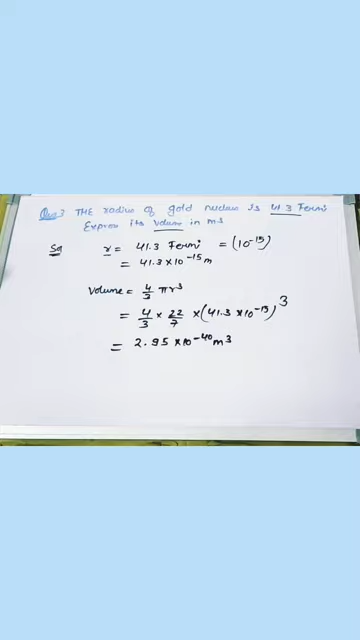 Que 3 THE radius of gold nucleus is 41.3 Fermi
Express its volume in m3
Sol r = 41.3 Fermi = (10⁻¹⁵)
= 41.3 × 10⁻¹⁵ m
Volume = 4/3 πr³
= 4/3 × 22/7 × (41.3 × 10⁻¹⁵)³
= 2.95 × 10⁻⁴⁰ m³